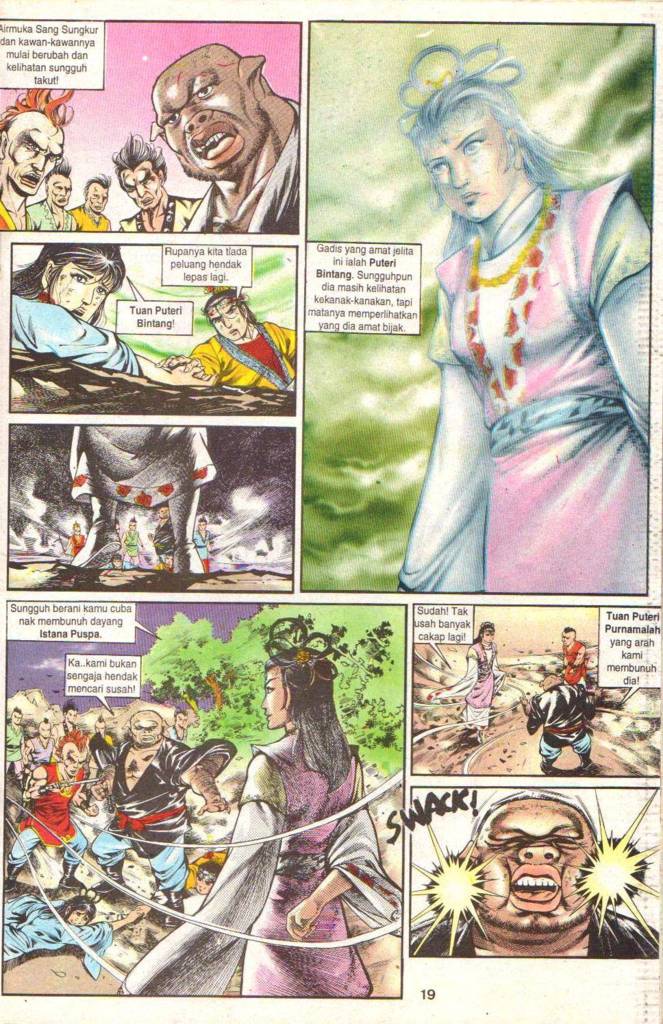 Airmuka Sang Sungkur
dan kawan-kawannya
mulai berubah dan
kelihatan sungguh
takut!
Gadis yang amat jelita
ini ialah Puteri
Bintang. Sungguhpun
dia masih kelihatan
kekanak-kanakan, tapi
matanya memperlihatkan
yang dia amat bijak.
Tuan Puteri
Bintang!
Rupanya kita tiada
peluang hendak
lepas lagi.
Sungguh berani kamu cuba
nak membunuh dayang
Istana Puspa.
Ka..kami bukan
sengaja hendak
mencari susah!
Sudah! Tak
usah banyak
cakap lagi!
Tuan Puteri
Purnamalah
yang arah
kami
membunuh
dia!
SWACK!
19